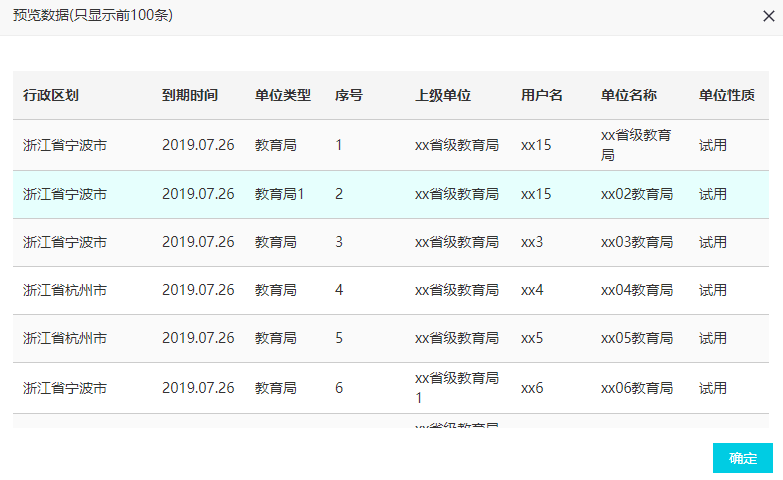 预览数据(只显示前100条)
行政区划 到期时间 单位类型 序号 上级单位 用户名 单位名称 单位性质
浙江省宁波市 2019.07.26 教育局 1 xx省级教育局 xx15 xx省级教育
局 试用
浙江省宁波市 2019.07.26 教育局1 2 xx省级教育局 xx15 xx02教育局 试用
浙江省宁波市 2019.07.26 教育局 3 xx省级教育局 xx3 xx03教育局 试用
浙江省杭州市 2019.07.26 教育局 4 xx省级教育局 xx4 xx04教育局 试用
浙江省杭州市 2019.07.26 教育局 5 xx省级教育局 xx5 xx05教育局 试用
浙江省宁波市 2019.07.26 教育局 6 xx省级教育局
1 xx6 xx06教育局 试用
xx省级教育局
确定